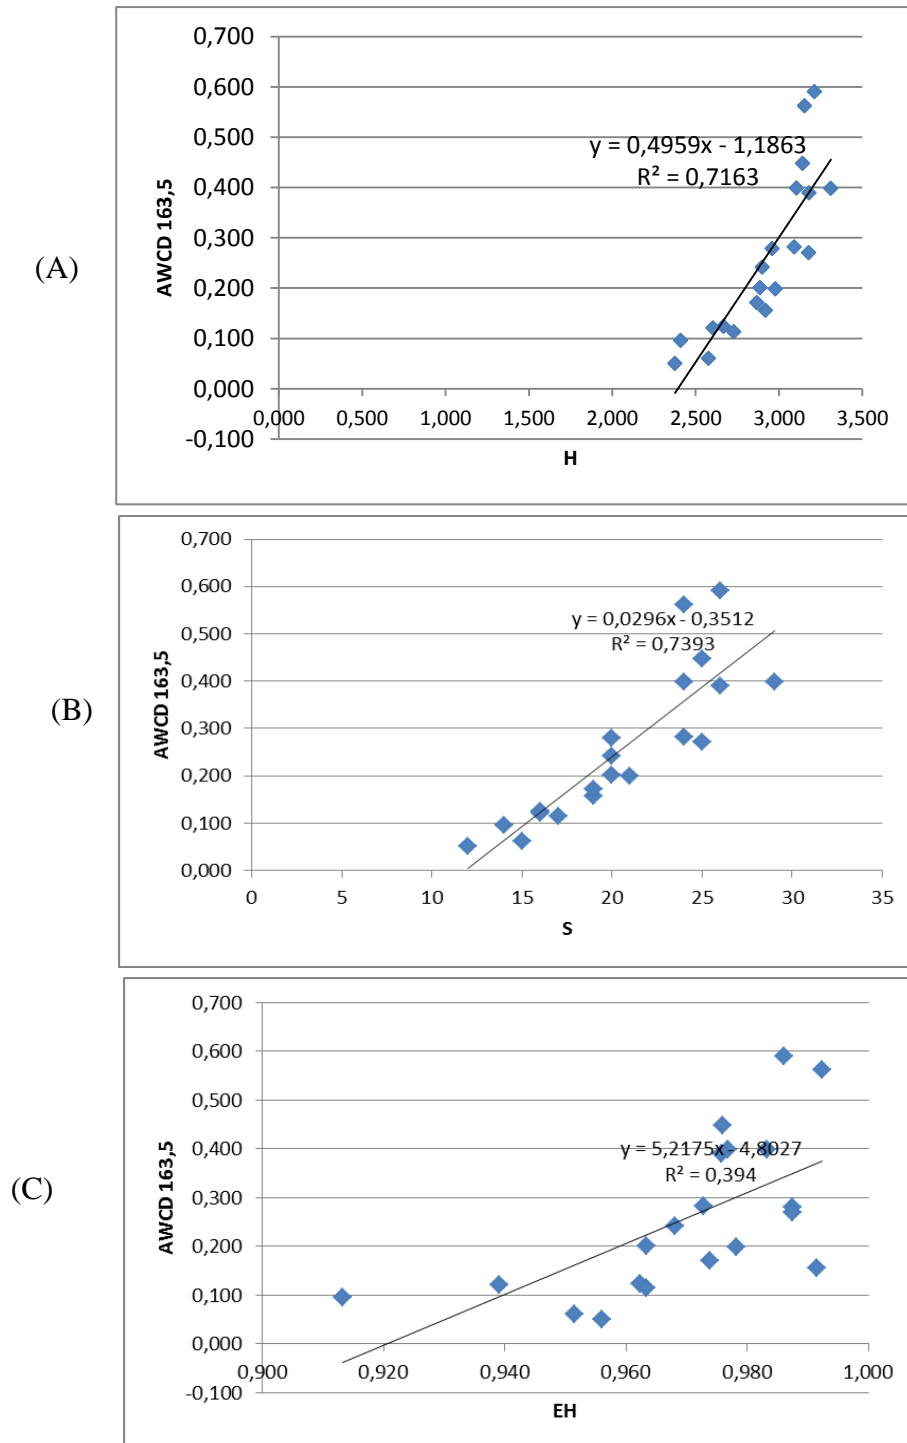 (A)
0,700
0,600
0,500
0,400
0,300
0,200
0,100
0,000
-0,100
AWCD 163,5
y = 0,4959x - 1,1863
R² = 0,7163
0,000 0,500 1,000 1,500 2,000 2,500 3,000 3,500
H
(B)
0,700
0,600
0,500
0,400
0,300
0,200
0,100
0,000
AWCD 163,5
y = 0,0296x - 0,3512
R² = 0,7393
0 5 10 15 20 25 30 35
S
(C)
0,700
0,600
0,500
0,400
0,300
0,200
0,100
0,000
-0,100
AWCD 163,5
y = 5,2175x - 4,8027
R² = 0,394
0,900 0,920 0,940 0,960 0,980 1,000
EH